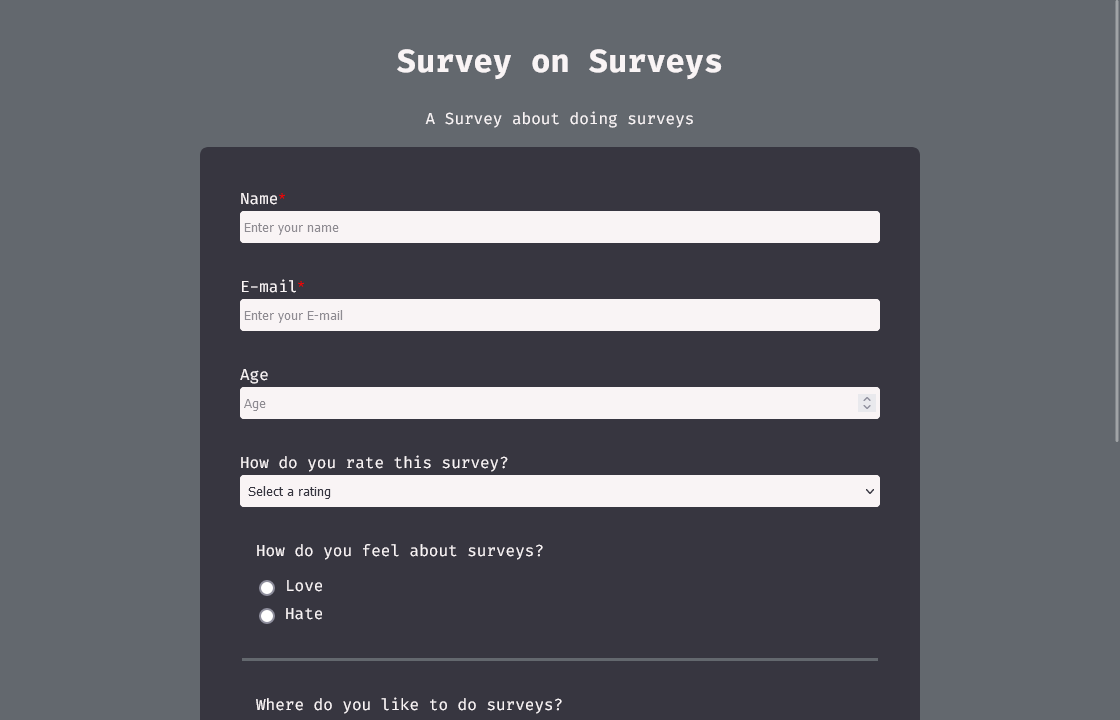 Survey on Surveys
A Survey about doing surveys
Name*
Enter your name
E-mail*
Enter your E-mail
Age
Age
How do you rate this survey?
Select a rating
How do you feel about surveys?
Love
Hate
Where do you like to do surveys?